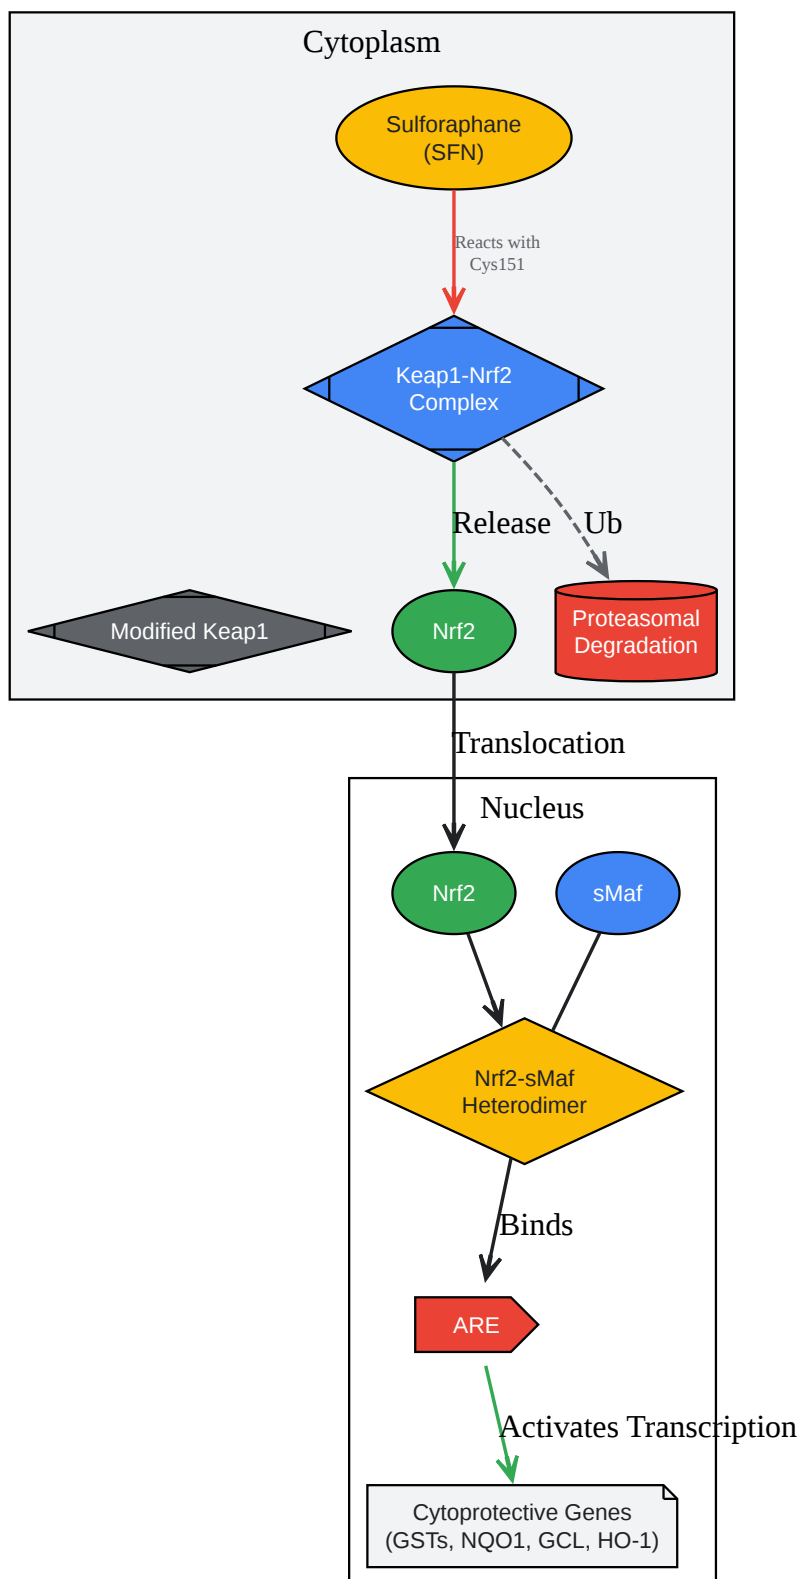 Cytoplasm
Sulforaphane
(SFN)
Reacts with
Cys151
Keap1-Nrf2
Complex
Release
Ub
Modified Keap1
Nrf2
Proteasomal
Degradation
Translocation
Nucleus
Nrf2
sMaf
Nrf2-sMaf
Heterodimer
Binds
ARE
Activates Transcription
Cytoprotective Genes
(GSTs, NQO1, GCL, HO-1)